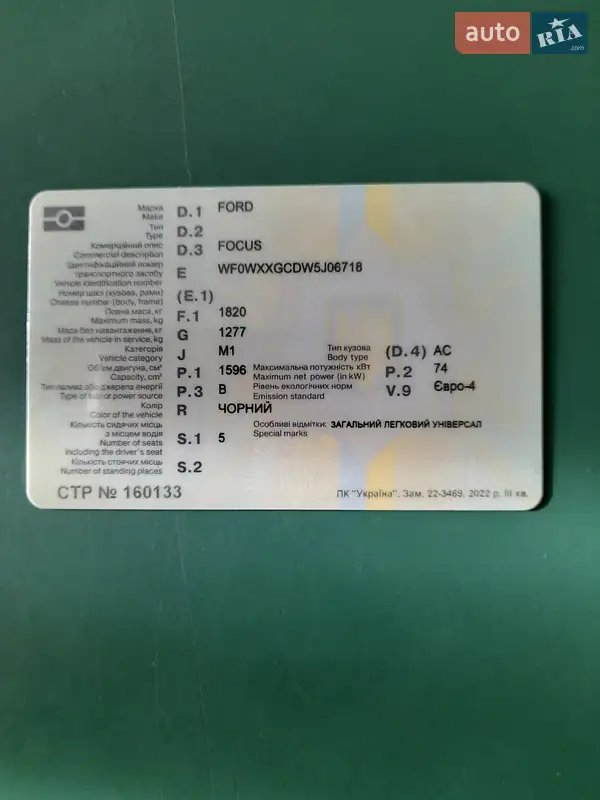 auto RIA
.com
Марка D.1 FORD
Make
Тип D.2
Type
Комерційний опис D.3 FOCUS
Commercial description
Ідентифікаційний номер E WF0WXXGCDW5J06718
транспортного засобу
Vehicle identification number
Номер шасі (кузова, рами) (E.1)
Chassis number (body, frame)
Повна маса, кг F.1 1820
Maximum mass, kg
Маса без навантаження, кг G 1277
Mass of the vehicle in service, kg
Категорія J M1 Тип кузова (D.4) AC
Vehicle category Body type
Об'єм двигуна, см³ P.1 1596 Максимальна потужність кВт P.2 74
Capacity, cm³ Maximum net power (in kW)
Тип палива або джерела енергії P.3 B Рівень екологічних норм V.9 Євро-4
Type of fuel or power source Emission standard
Колір R ЧОРНИЙ
Color of the vehicle
Особливі відмітки: ЗАГАЛЬНИЙ ЛЕГКОВИЙ УНІВЕРСАЛ
Special marks
Кількість сидячих місць S.1 5
з місцем водія
Number of seats
including the driver's seat
Кількість стоячих місць S.2
Number of standing places
СТР № 160133
ПК "Україна". Зам. 22-3469. 2022 р. III кв.